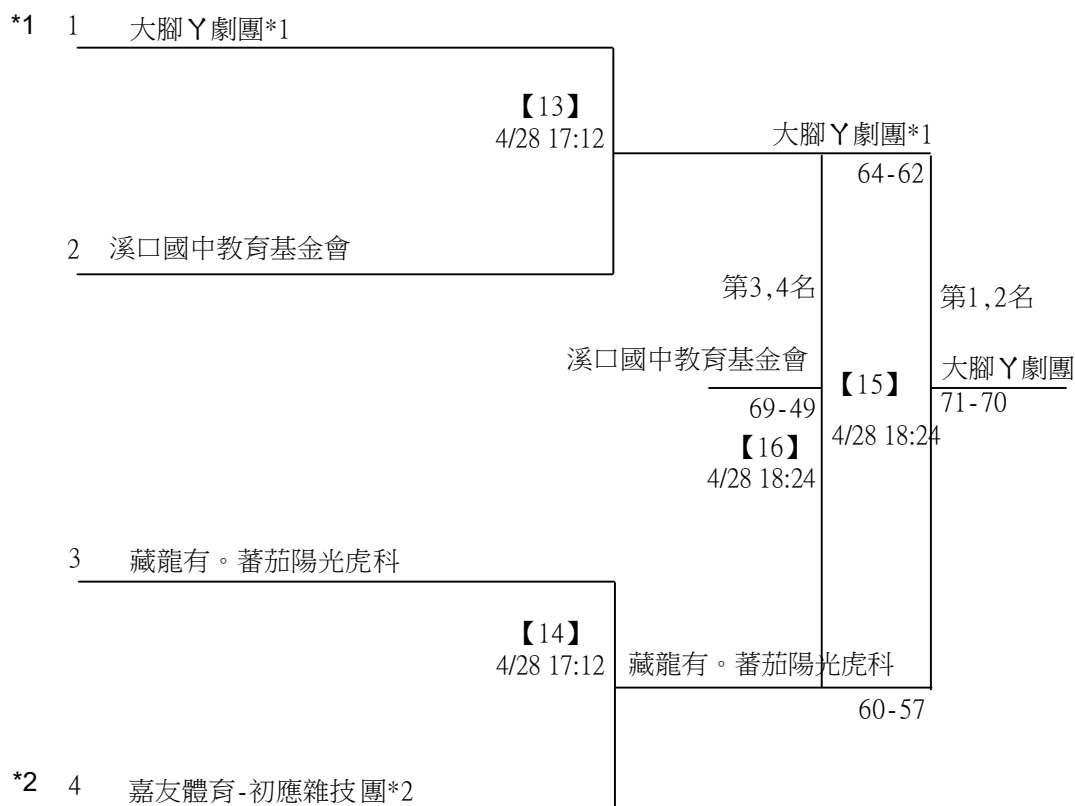 *1 1 大腳丫劇團*1
【13】
4/28 17:12
大腳丫劇團*1
64-62
2 溪口國中教育基金會
第3,4名
第1,2名
溪口國中教育基金會
69-49
【16】
4/28 18:24
【15】
4/28 18:24
大腳丫劇團
71-70
3 藏龍有。蕃茄陽光虎科
【14】
4/28 17:12
藏龍有。蕃茄陽光虎科
60-57
*2 4 嘉友體育-初應雜技團*2